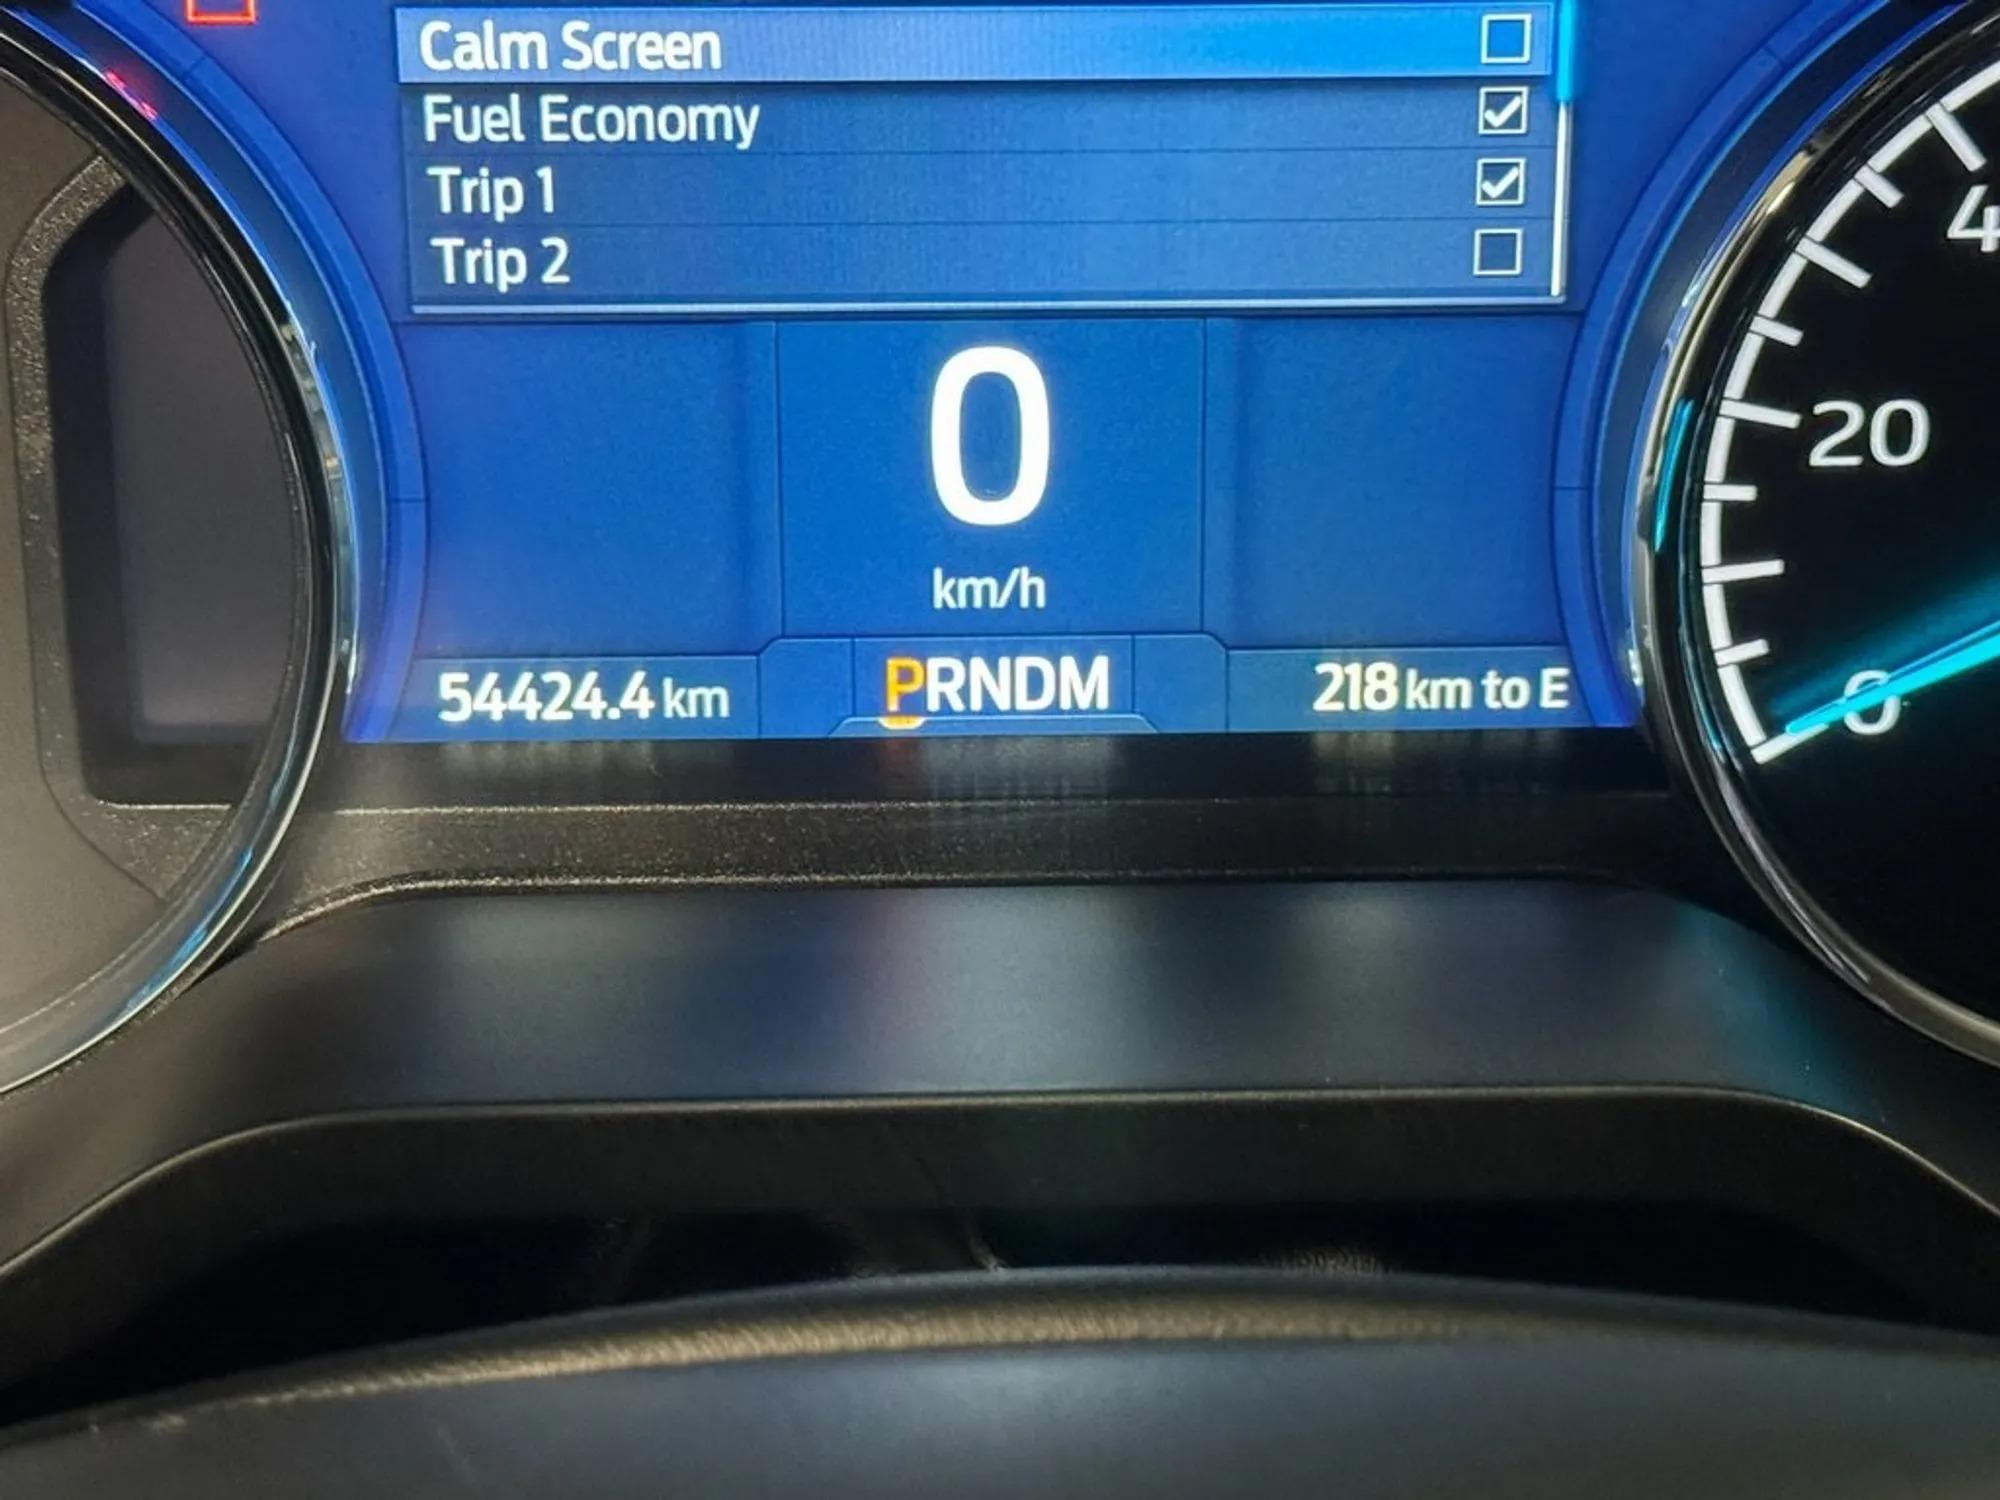 Calm Screen
Fuel Economy
Trip 1
Trip 2
0
km/h
54424.4 km
PRNDM
218 km to E
4
20
0